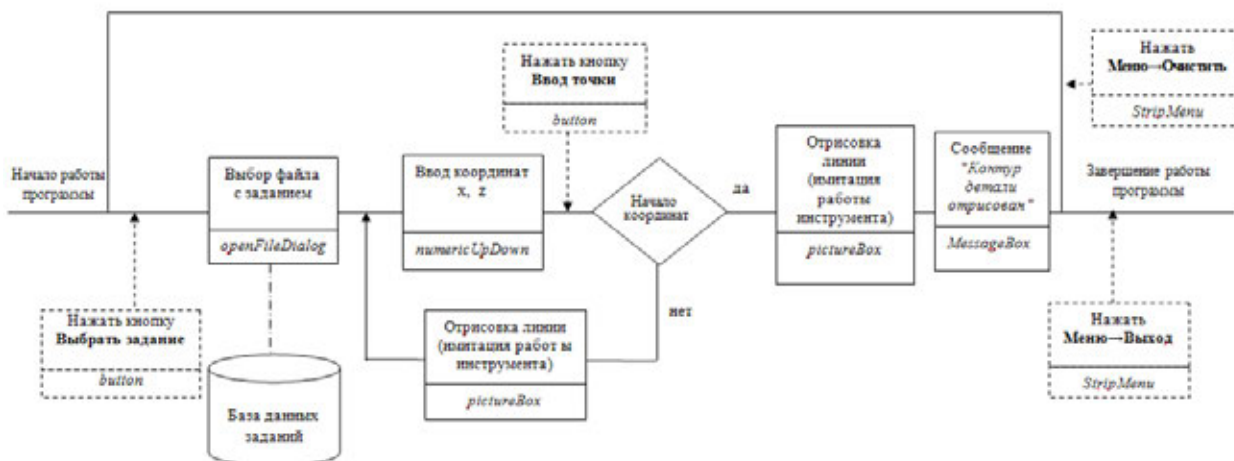 Начало работы
программы
Нажать кнопку
Выбрать задание
button
Выбор файла
с заданием
openFileDialog
База данных
заданий
Ввод координат
x, z
numericUpDown
Нажать кнопку
Ввод точки
button
Начало
координат
да
нет
Отрисовка линии
(имитация работ ы
инструмента)
pictureBox
Отрисовка
линии
(имитация
работы
инструмента)
pictureBox
Сообщение
"Контур
детали
отрисован"
MessageBox
Нажать
Меню→Очистить
StripMenu
Завершение работы
программы
Нажать
Меню→Выход
StripMenu